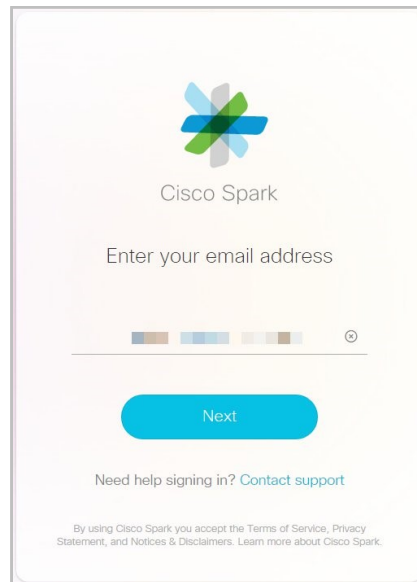 Cisco Spark
Enter your email address
Next
Need help signing in? Contact support
By using Cisco Spark you accept the Terms of Service, Privacy
Statement, and Notices & Disclaimers. Learn more about Cisco Spark.